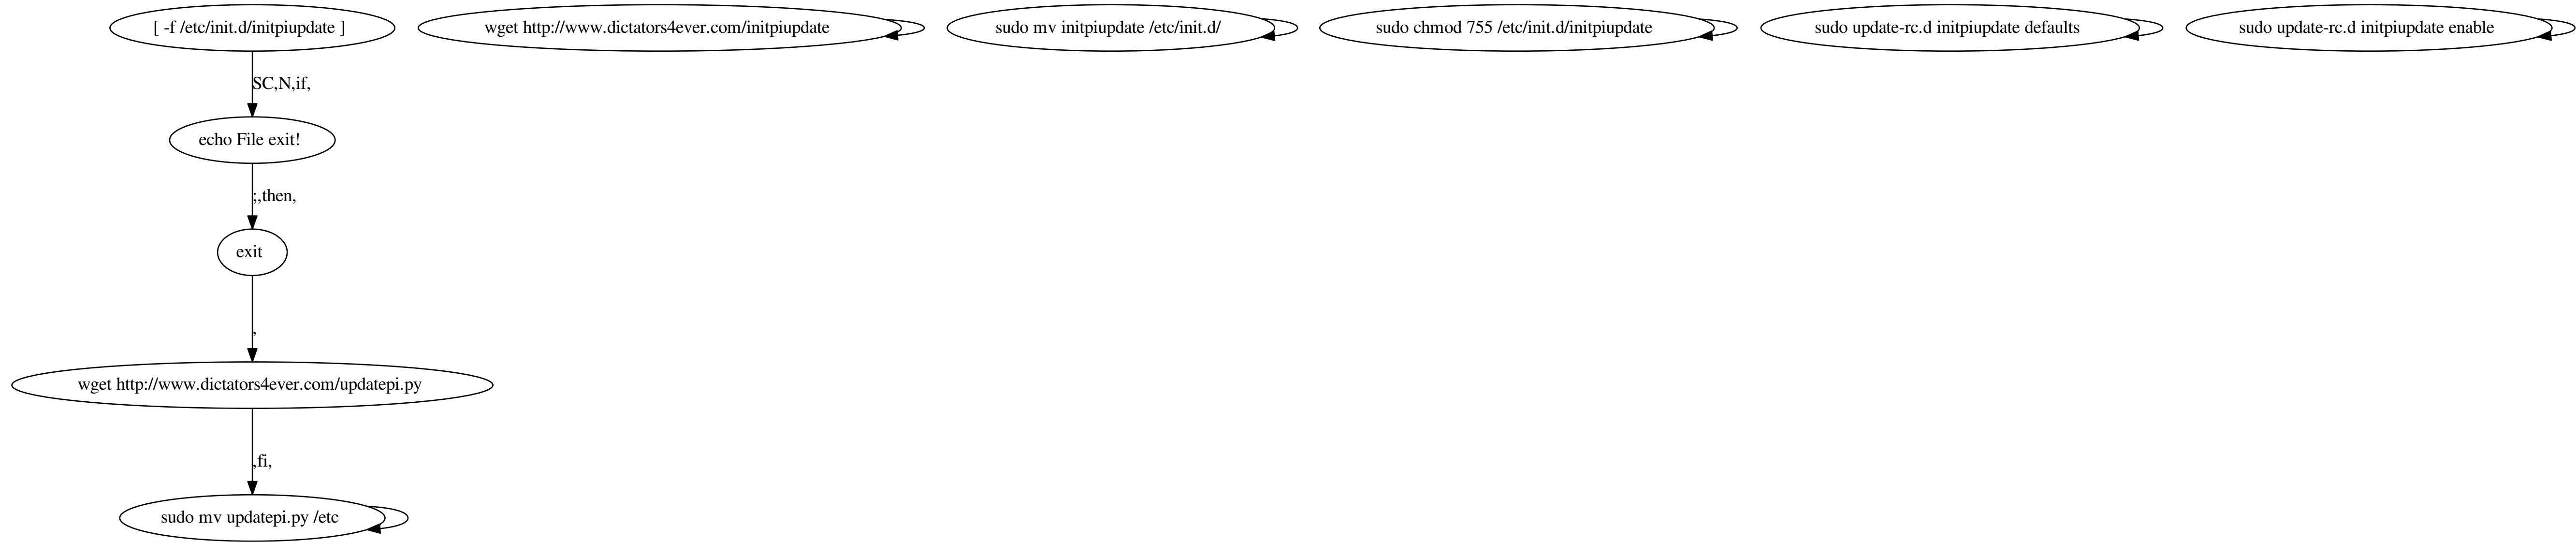 [ -f /etc/init.d/initpiupdate ]
wget http://www.dictators4ever.com/initpiupdate
sudo mv initpiupdate /etc/init.d/
sudo chmod 755 /etc/init.d/initpiupdate
sudo update-rc.d initpiupdate defaults
sudo update-rc.d initpiupdate enable
SC,N,if,
echo File exit!
;,then,
exit
,
wget http://www.dictators4ever.com/updatepi.py
,fi,
sudo mv updatepi.py /etc